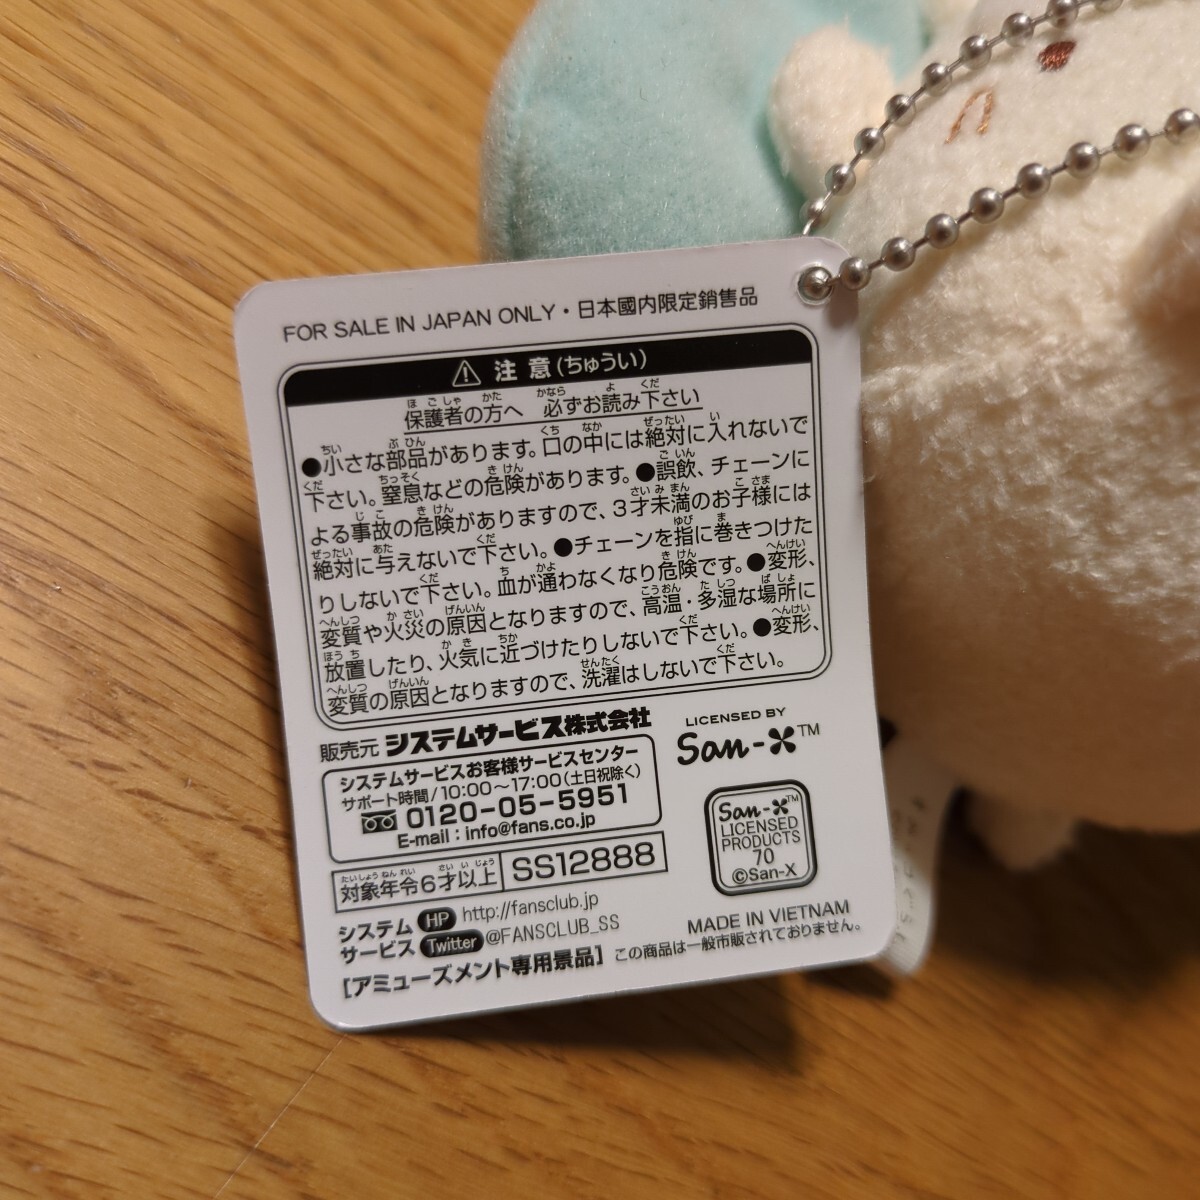 FOR SALE IN JAPAN ONLY・日本國内限定銷售品
注 意(ちゅうい)
保護者の方へ 必ずお読み下さい
●小さな部品があります。口の中には絶対に入れないで
下さい。窒息などの危険があります。●誤飲、チェーンに
よる事故の危険がありますので、3才未満のお子様には
絶対に与えないで下さい。●チェーンを指に巻きつけた
りしないで下さい。血が通わなくなり危険です。●変形、
変質や火災の原因となりますので、高温・多湿な場所に
放置したり、火気に近づけたりしないで下さい。●変形、
変質の原因となりますので、洗濯はしないで下さい。
販売元 システムサービス株式会社
システムサービスお客様サービスセンター
サポート時間/10:00〜17:00(土日祝除く)
0120-05-5951
E-mail : info@fans.co.jp
対象年令6才以上 SS12888
システムサービス
HP http://fansclub.jp
Twitter @FANSCLUB_SS
[アミューズメント専用景品] この商品は一般市販されておりません。
LICENSED BY
San-X™
San-X™
LICENSED
PRODUCTS
70
©San-X
MADE IN VIETNAM